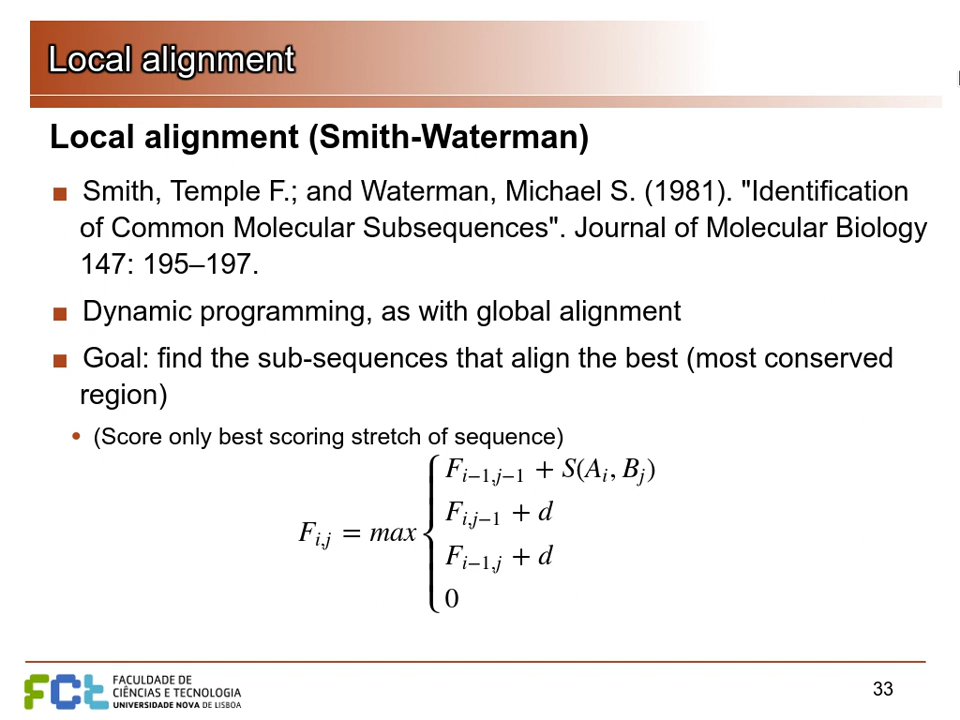 Local alignment
Local alignment (Smith-Waterman)
■ Smith, Temple F.; and Waterman, Michael S. (1981). "Identification
of Common Molecular Subsequences". Journal of Molecular Biology
147: 195–197.
■ Dynamic programming, as with global alignment
■ Goal: find the sub-sequences that align the best (most conserved
region)
• (Score only best scoring stretch of sequence)
F_{i,j} = max {
F_{i−1,j−1} + S(A_i, B_j)
F_{i,j−1} + d
F_{i−1,j} + d
0
FCt
FACULDADE DE
CIÊNCIAS E TECNOLOGIA
UNIVERSIDADE NOVA DE LISBOA
33